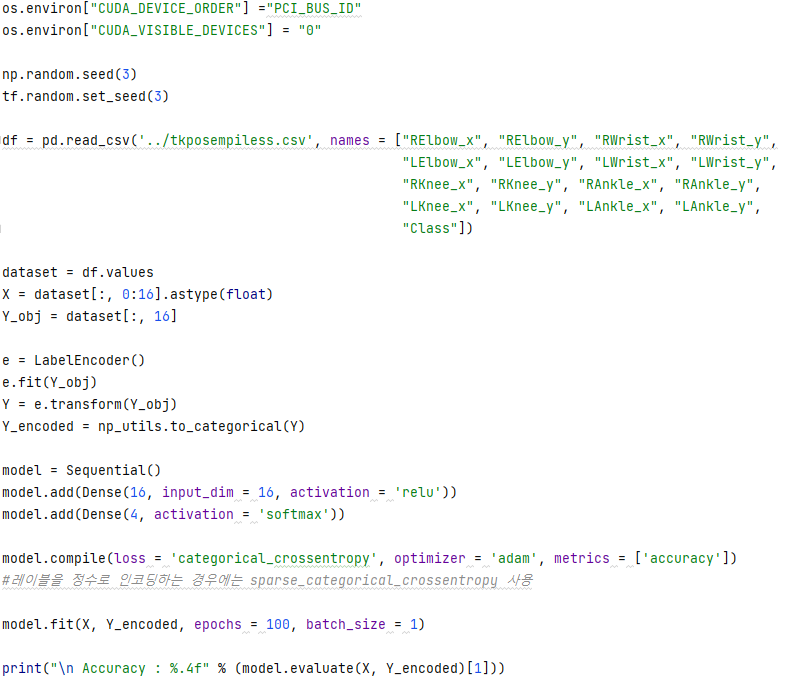 os.environ["CUDA_DEVICE_ORDER"] ="PCI_BUS_ID"
os.environ["CUDA_VISIBLE_DEVICES"] = "0"
np.random.seed(3)
tf.random.set_seed(3)
df = pd.read_csv('../tkposempiless.csv', names = ["RElbow_x", "RElbow_y", "RWrist_x", "RWrist_y",
"LElbow_x", "LElbow_y", "LWrist_x", "LWrist_y",
"RKnee_x", "RKnee_y", "RAnkle_x", "RAnkle_y",
"LKnee_x", "LKnee_y", "LAnkle_x", "LAnkle_y",
"Class"])
dataset = df.values
X = dataset[:, 0:16].astype(float)
Y_obj = dataset[:, 16]
e = LabelEncoder()
e.fit(Y_obj)
Y = e.transform(Y_obj)
Y_encoded = np_utils.to_categorical(Y)
model = Sequential()
model.add(Dense(16, input_dim = 16, activation = 'relu'))
model.add(Dense(4, activation = 'softmax'))
model.compile(loss = 'categorical_crossentropy', optimizer = 'adam', metrics = ['accuracy'])
#레이블을 정수로 인코딩하는 경우에는 sparse_categorical_crossentropy 사용
model.fit(X, Y_encoded, epochs = 100, batch_size = 1)
print("\n Accuracy : %.4f" % (model.evaluate(X, Y_encoded)[1]))